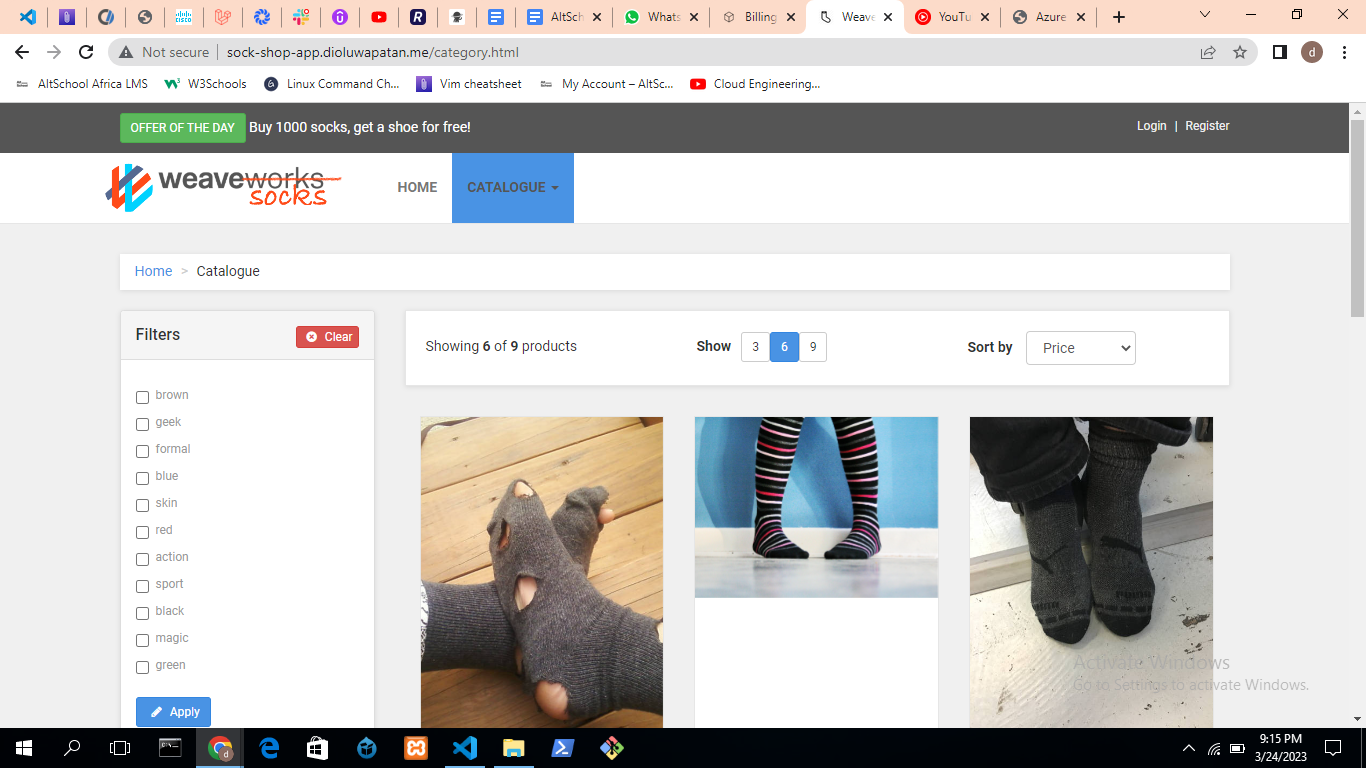 AltSch
Whats
Billing
Weave
YouTu
Azure
Not secure
sock-shop-app.dioluwapatan.me/category.html
d
AltSchool Africa LMS
W3Schools
Linux Command Ch...
Vim cheatsheet
My Account – AltSc...
Cloud Engineering...
OFFER OF THE DAY Buy 1000 socks, get a shoe for free!
Login | Register
weaveworks
socks
HOME
CATALOGUE
Home > Catalogue
Filters
Clear
Showing 6 of 9 products
Show 3 6 9
Sort by Price
brown
geek
formal
blue
skin
red
action
sport
black
magic
green
Apply
Activate Windows
Go to Settings to activate Windows.
9:15 PM
3/24/2023